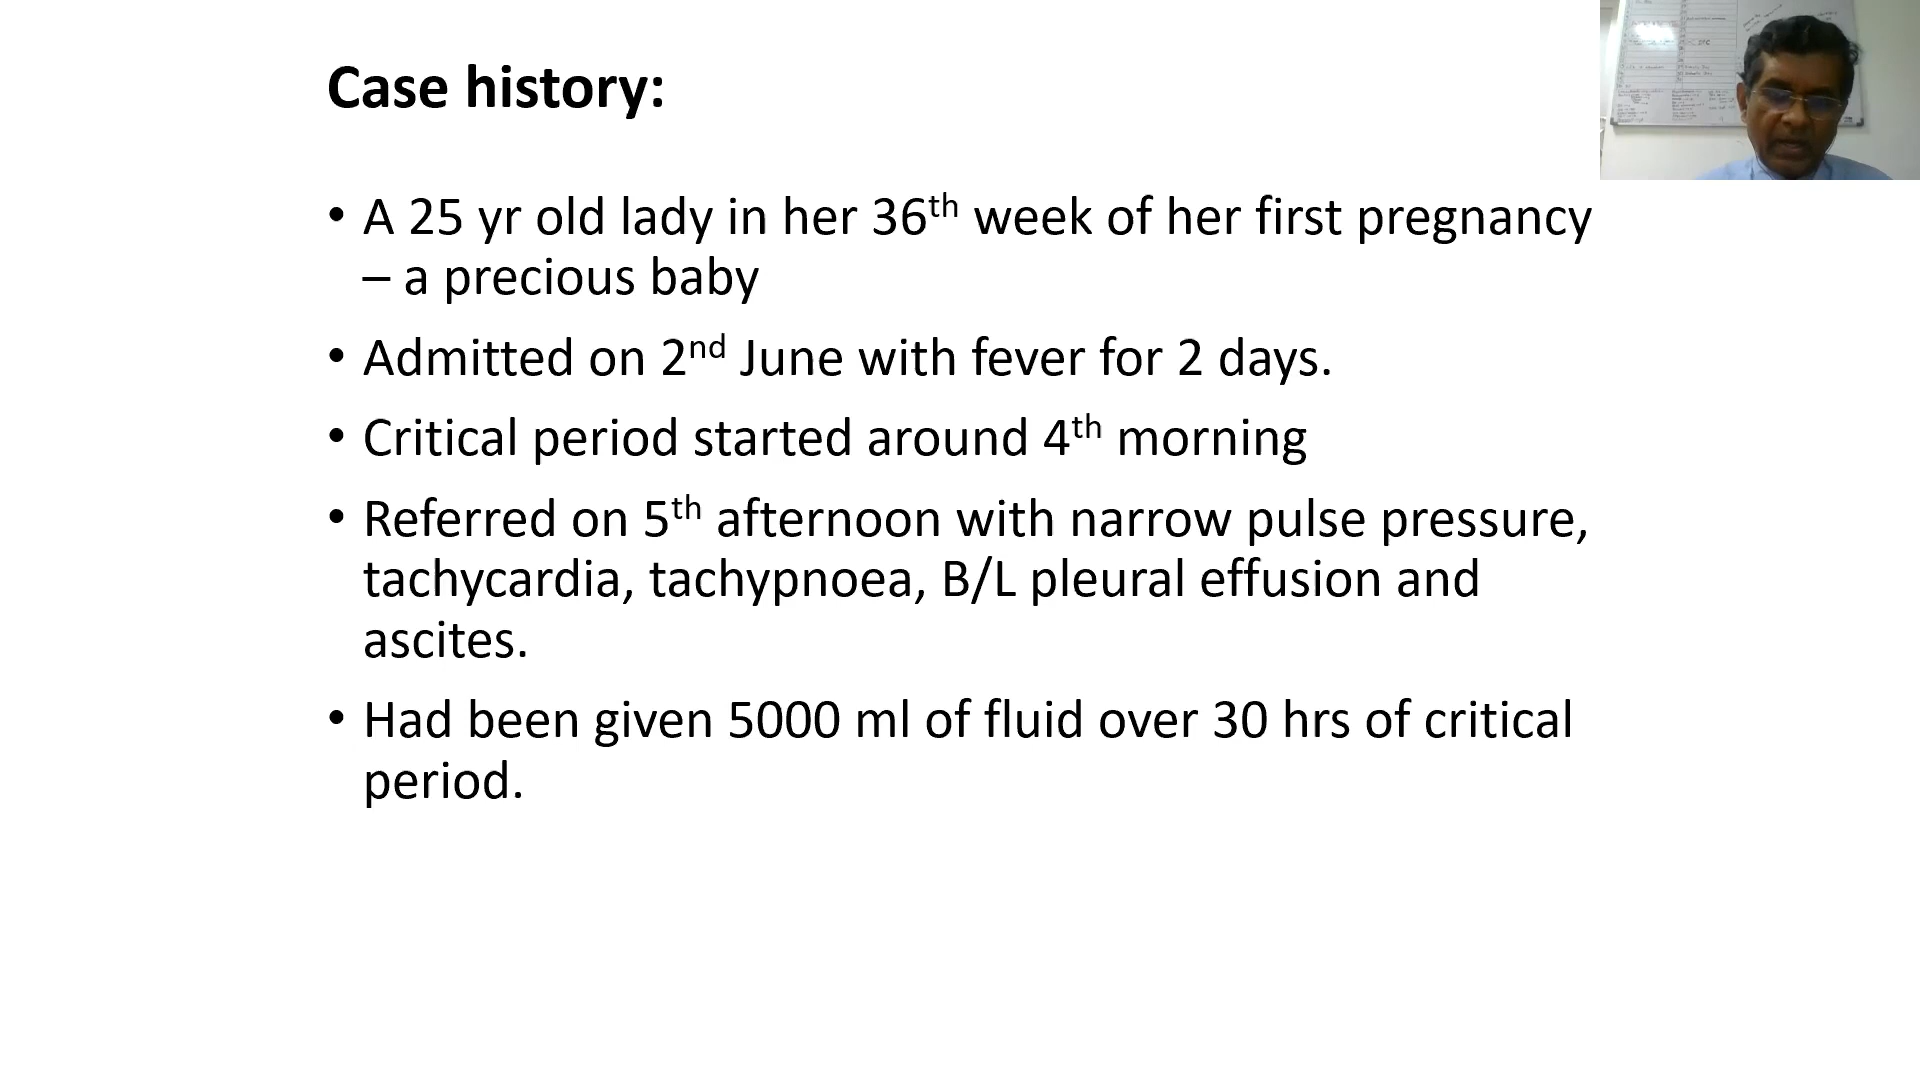 Case history:
• A 25 yr old lady in her 36th week of her first pregnancy
– a precious baby
• Admitted on 2nd June with fever for 2 days.
• Critical period started around 4th morning
• Referred on 5th afternoon with narrow pulse pressure,
tachycardia, tachypnoea, B/L pleural effusion and
ascites.
• Had been given 5000 ml of fluid over 30 hrs of critical
period.